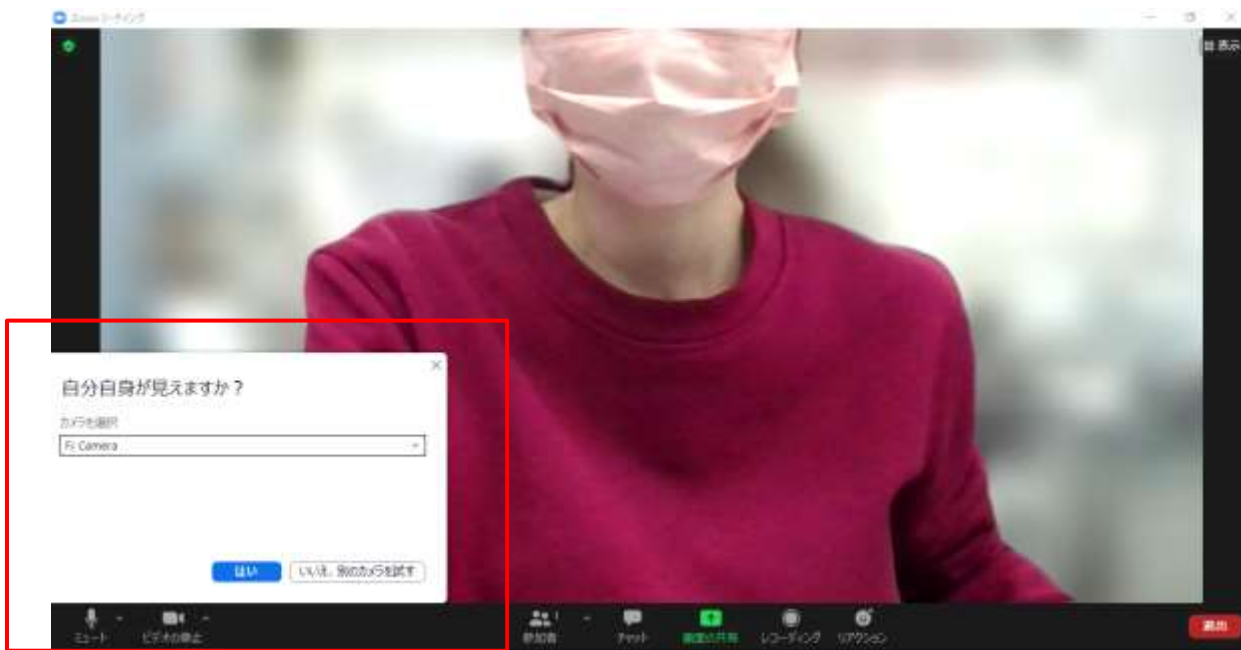 Zoom ミーティング
表示
自分自身が見えますか？
カメラを選択
FJ Camera
はい
いいえ、別のカメラを試す
ミュート
ビデオの停止
参加者
1
チャット
画面の共有
レコーディング
リアクション
退出